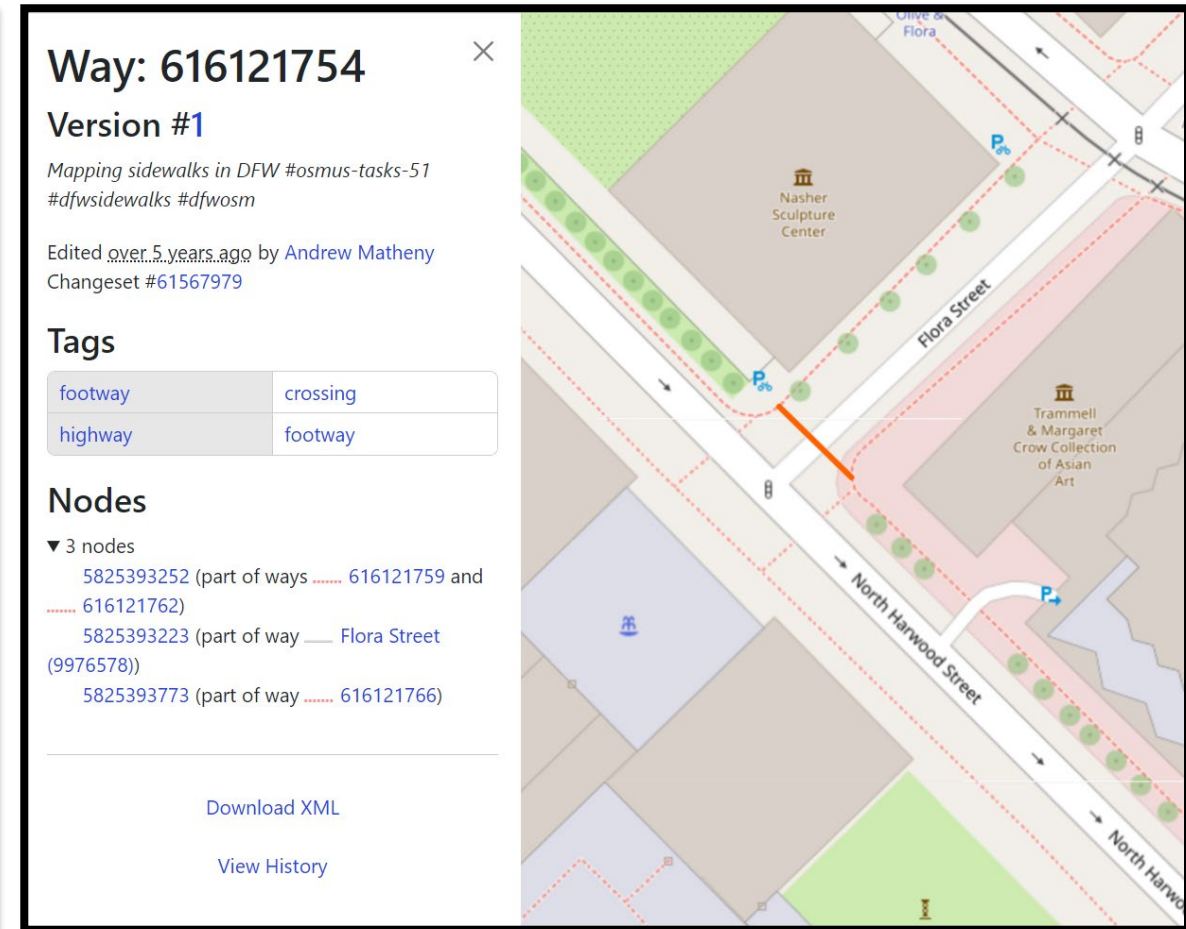 Way: 616121754
Version #1
Mapping sidewalks in DFW #osmus-tasks-51
#dfwsidewalks #dfwosm
Edited over 5 years ago by Andrew Matheny
Changeset #61567979
Tags
footway crossing
highway footway
Nodes
▼ 3 nodes
5825393252 (part of ways 616121759 and
616121762)
5825393223 (part of way Flora Street
(9976578))
5825393773 (part of way 616121766)
Download XML
View History
Olive &
Flora
Nasher
Sculpture
Center
Flora Street
Trammell
& Margaret
Crow Collection
of Asian
Art
P
P
P
North Harwood Street
North Harwo